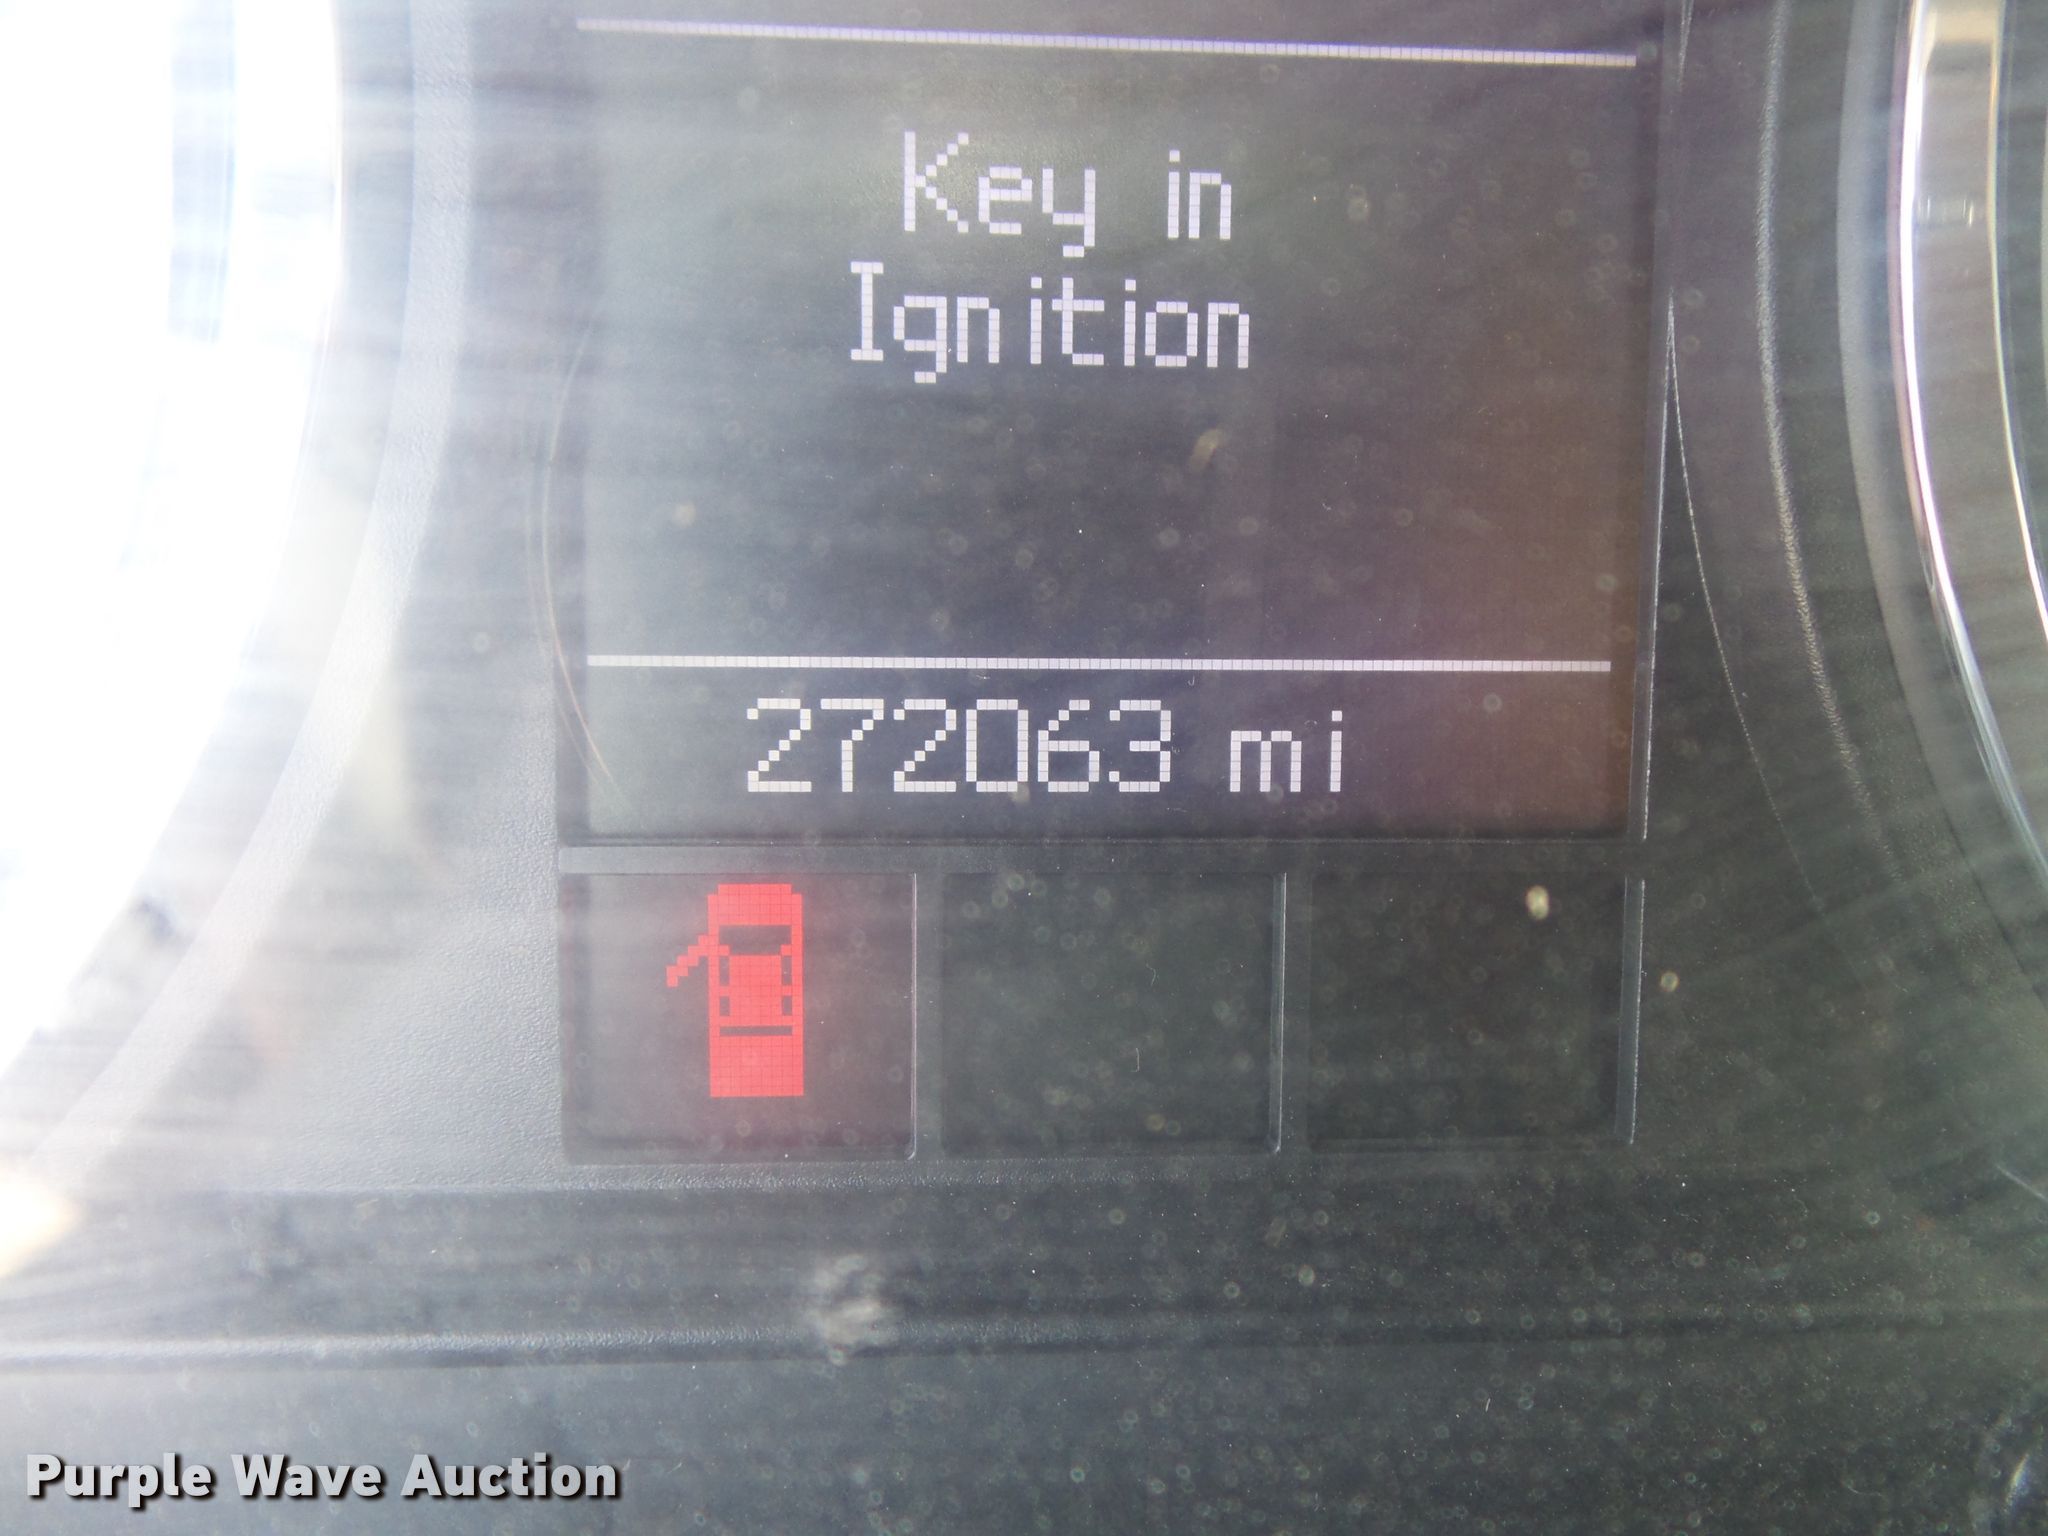 Key in
Ignition
272063 mi
Purple Wave Auction